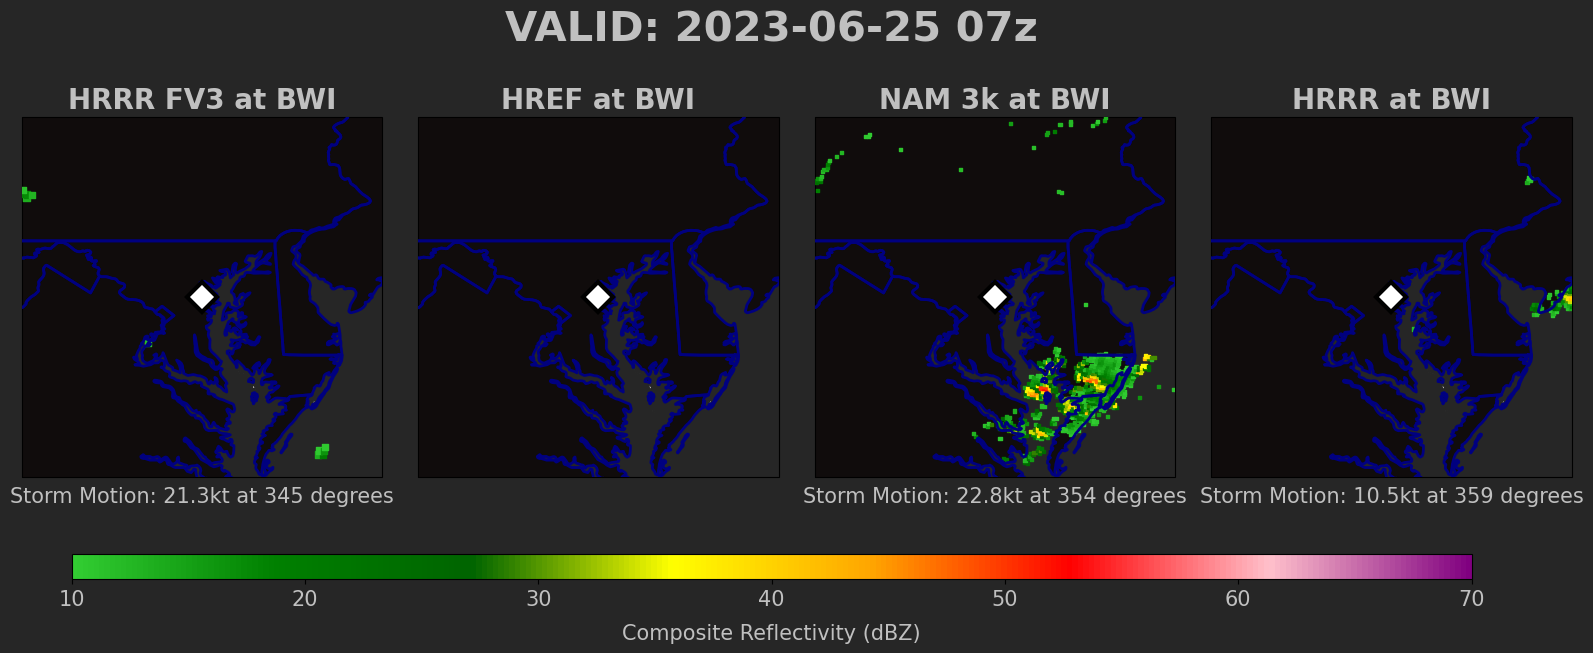 VALID: 2023-06-25 07z
HRRR FV3 at BWI
HREF at BWI
NAM 3k at BWI
HRRR at BWI
Storm Motion: 21.3kt at 345 degrees
Storm Motion: 22.8kt at 354 degrees
Storm Motion: 10.5kt at 359 degrees
10 20 30 40 50 60 70
Composite Reflectivity (dBZ)